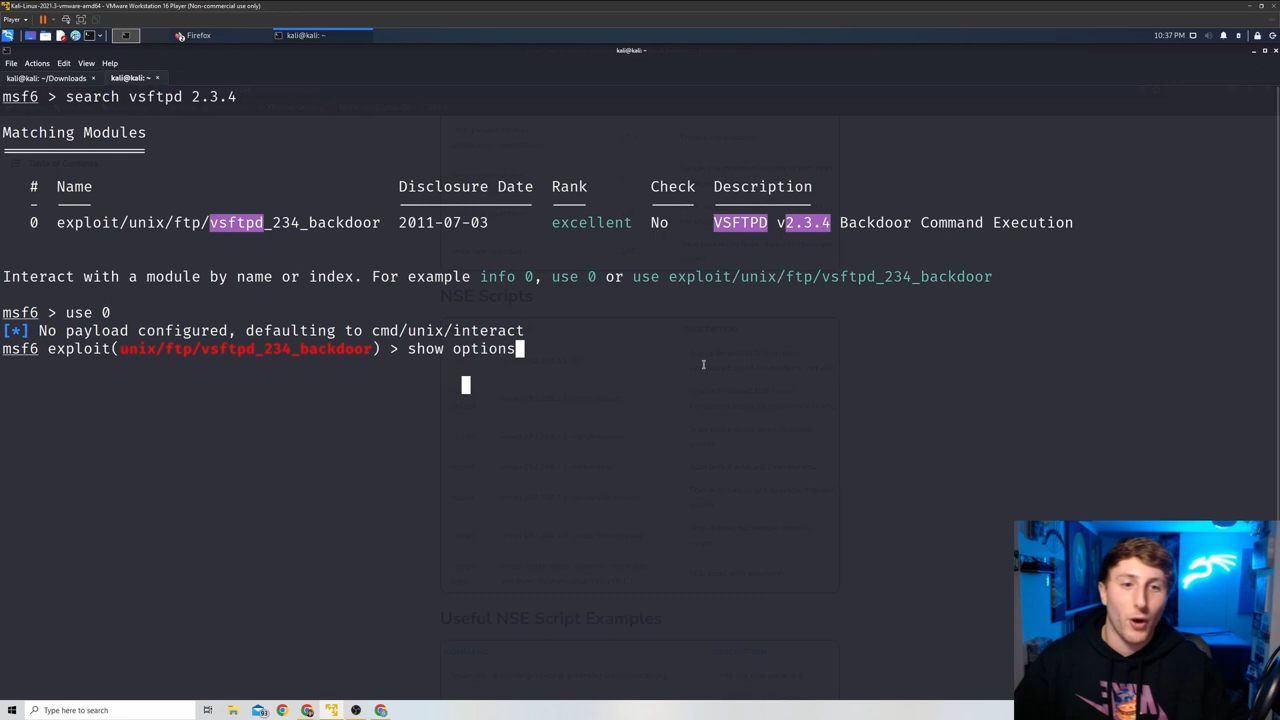 Kali-Linux-2021.3-vmware-amd64 - VMware Workstation 16 Player (Non-commercial use only)
Player
Firefox
kali@kali: ~
10:37 PM
kali@kali: ~
File Actions Edit View Help
kali@kali: ~/Downloads ×
kali@kali: ~ ×
msf6 > search vsftpd 2.3.4
Matching Modules
================
# Name Disclosure Date Rank Check Description
- ---- --------------- ---- ----- -----------
0 exploit/unix/ftp/vsftpd_234_backdoor 2011-07-03 excellent No VSFTPD v2.3.4 Backdoor Command Execution
Interact with a module by name or index. For example info 0, use 0 or use exploit/unix/ftp/vsftpd_234_backdoor
NSE Scripts
msf6 > use 0
[*] No payload configured, defaulting to cmd/unix/interact
msf6 exploit(unix/ftp/vsftpd_234_backdoor) > show options
Useful NSE Script Examples
Type here to search